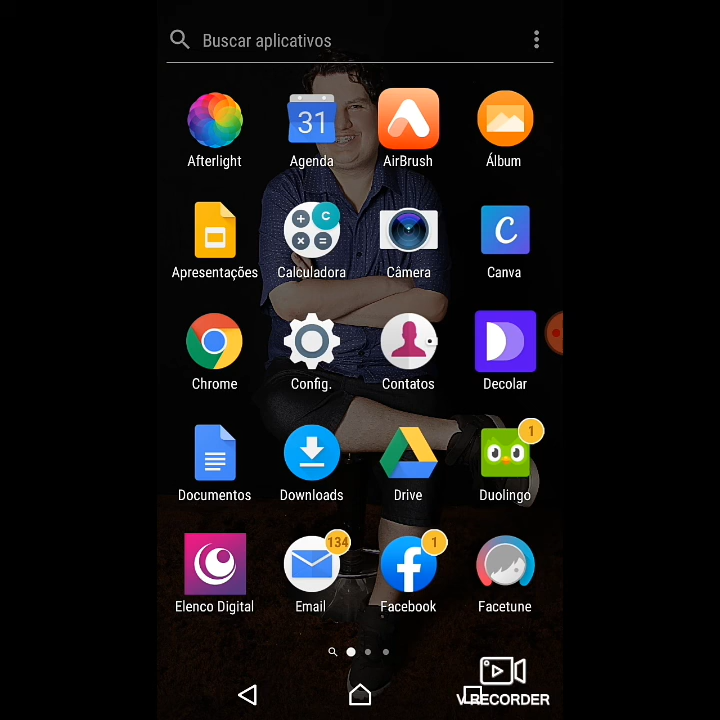 Buscar aplicativos
31
Afterlight
Agenda
AirBrush
Álbum
C
C
Apresentações
Calculadora
Câmera
Canva
Chrome
Config.
Contatos
Decolar
1
Documentos
Downloads
Drive
Duolingo
134
1
Elenco Digital
Email
Facebook
Facetune
V RECORDER